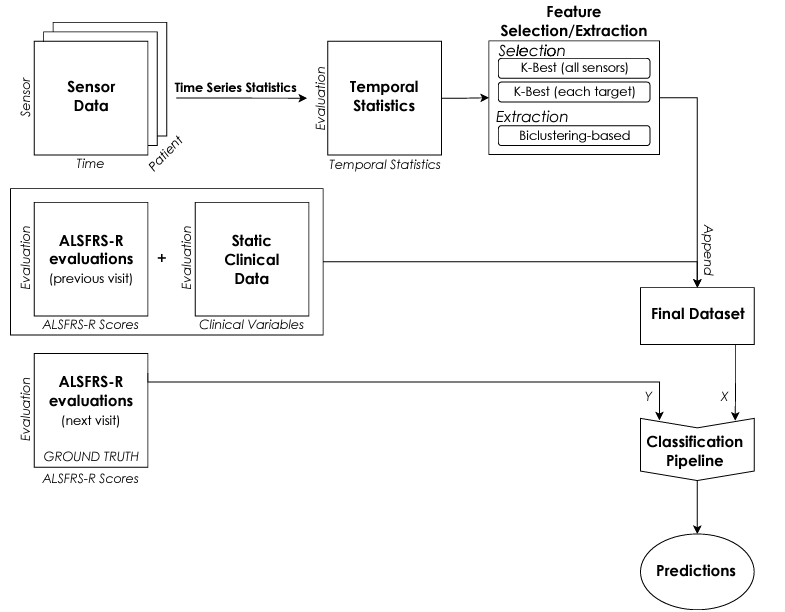 Feature
Selection/Extraction
Sensor
Sensor
Data
Time
Patient
Time Series Statistics
Evaluation
Temporal
Statistics
Temporal Statistics
Selection
K-Best (all sensors)
K-Best (each target)
Extraction
Biclustering-based
Evaluation
ALSFRS-R
evaluations
(previous visit)
ALSFRS-R Scores
+
Evaluation
Static
Clinical
Data
Clinical Variables
Append
Final Dataset
Evaluation
ALSFRS-R
evaluations
(next visit)
GROUND TRUTH
ALSFRS-R Scores
Y
X
Classification
Pipeline
Predictions